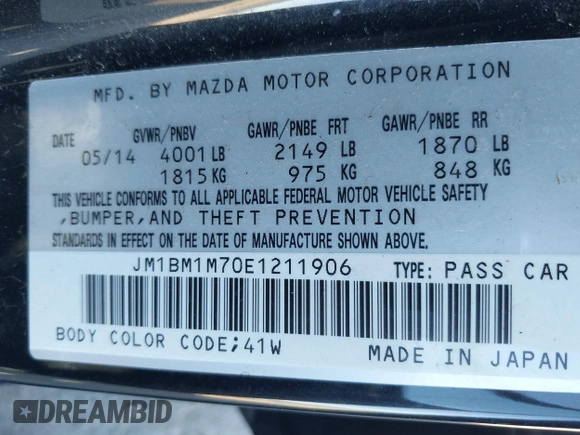 MFD. BY MAZDA MOTOR CORPORATION
DATE GVWR/PNBV GAWR/PNBE FRT GAWR/PNBE RR
05/14 4001 LB 2149 LB 1870 LB
1815 KG 975 KG 848 KG
THIS VEHICLE CONFORMS TO ALL APPLICABLE FEDERAL MOTOR VEHICLE SAFETY
,BUMPER,AND THEFT PREVENTION
STANDARDS IN EFFECT ON THE DATE OF MANUFACTURE SHOWN ABOVE.
JM1BM1M70E1211906 TYPE: PASS CAR
BODY COLOR CODE;41W MADE IN JAPAN
DREAMBID